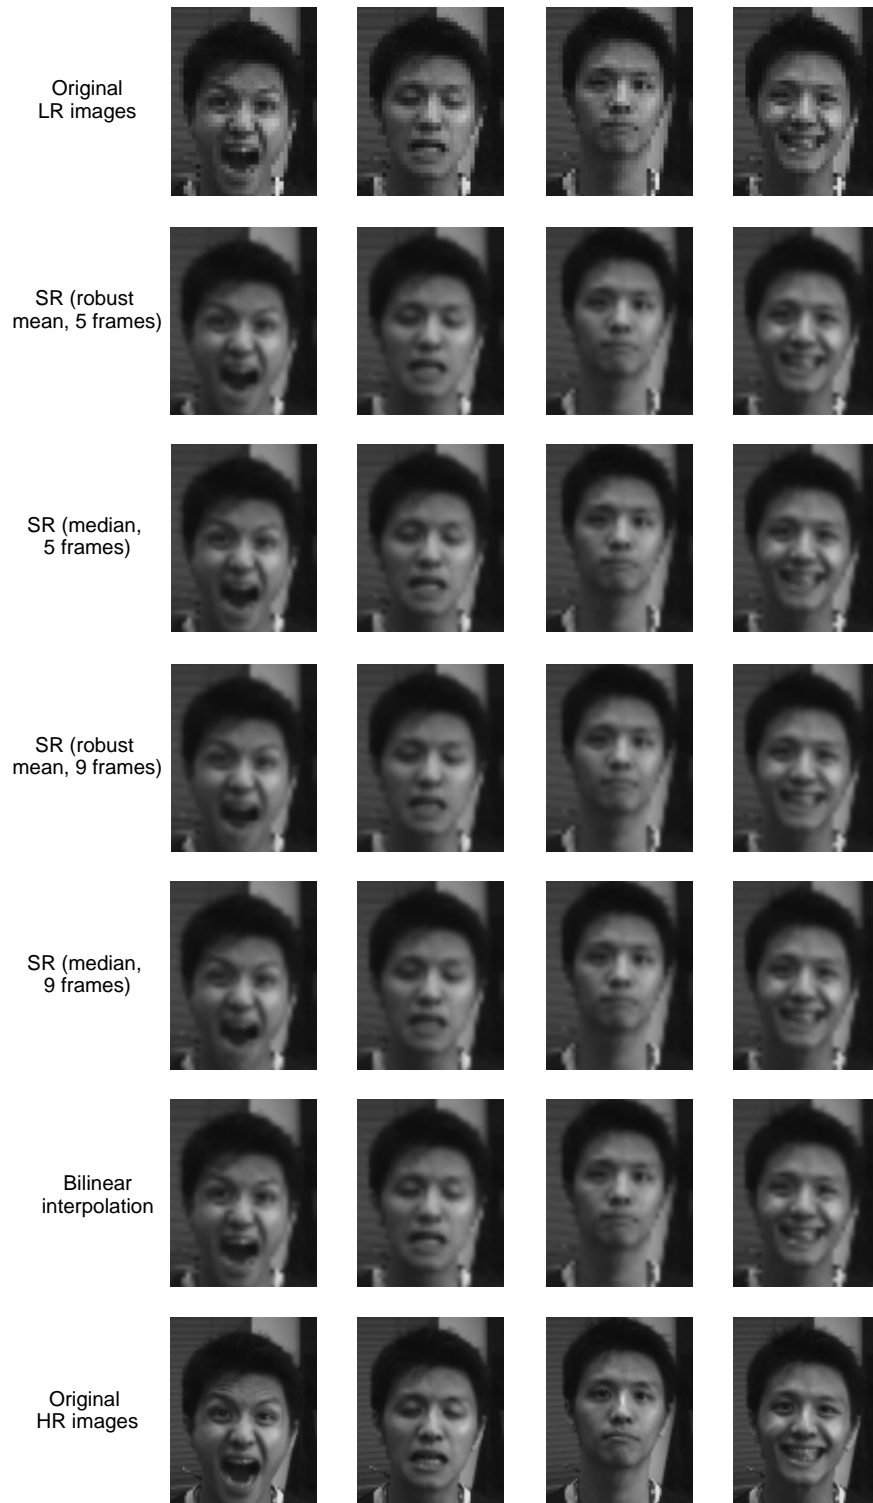 Original
LR images
SR (robust
mean, 5 frames)
SR (median,
5 frames)
SR (robust
mean, 9 frames)
SR (median,
9 frames)
Bilinear
interpolation
Original
HR images